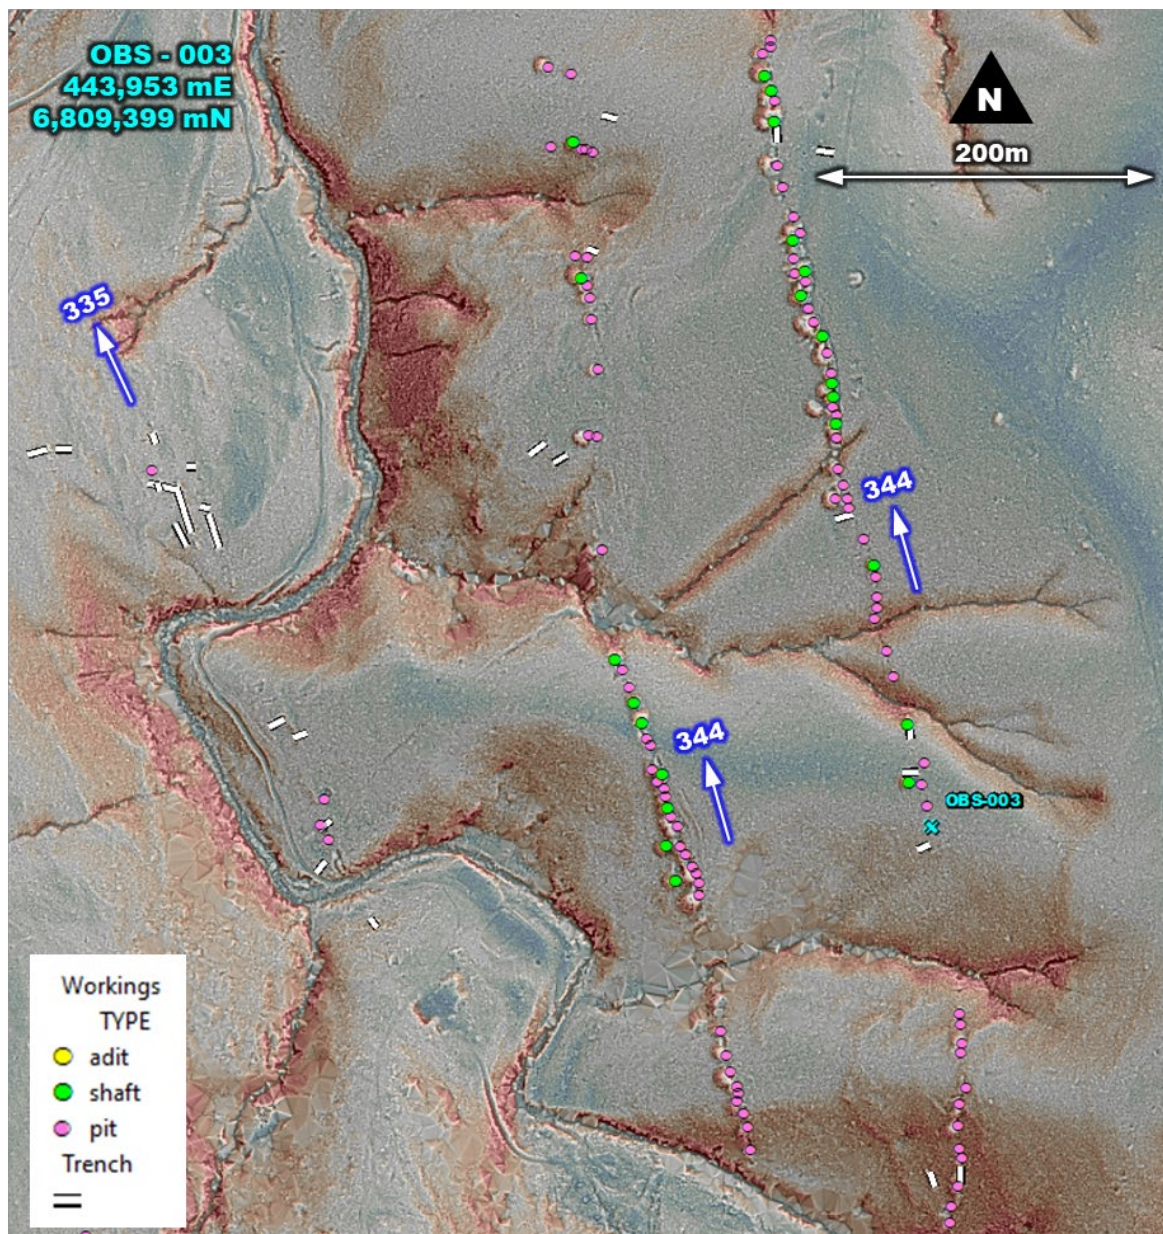 OBS - 003
443,953 mE
6,809,399 mN
N
200m
335
344
344
OBS-003
Workings
TYPE
adit
shaft
pit
Trench